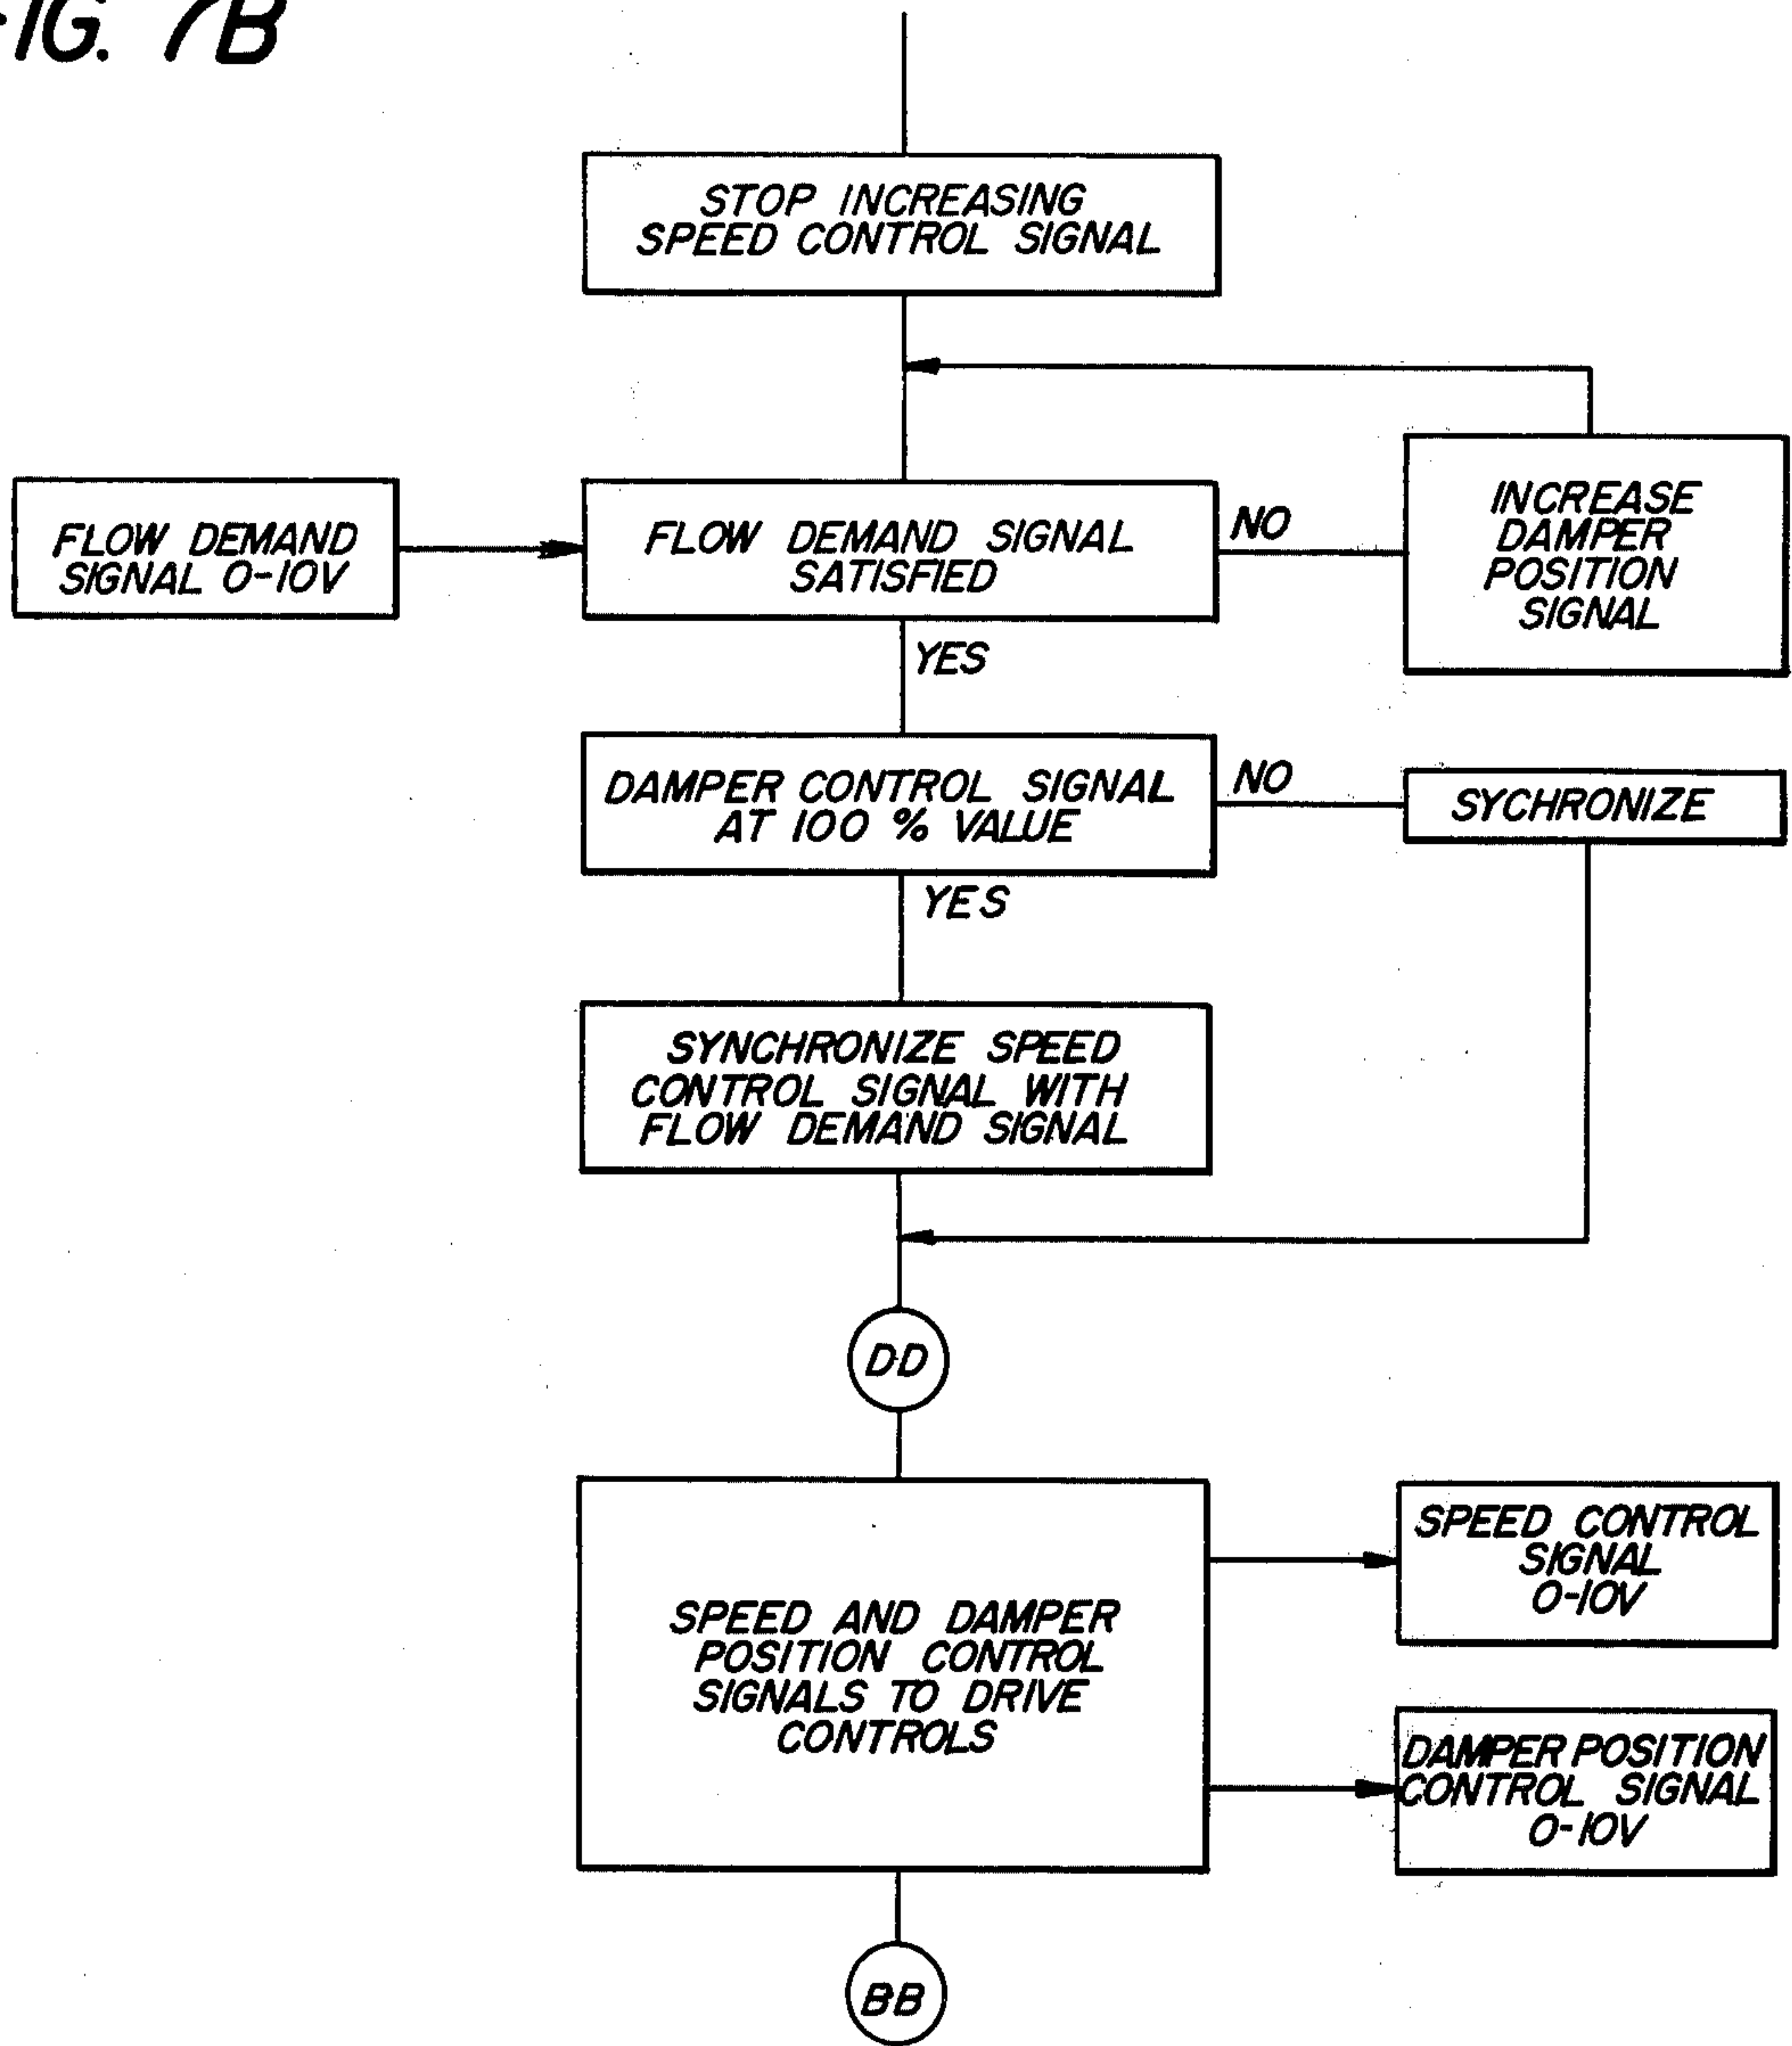 FIG. 7B
STOP INCREASING
SPEED CONTROL SIGNAL
FLOW DEMAND
SIGNAL 0-10V
FLOW DEMAND SIGNAL
SATISFIED
NO
INCREASE
DAMPER
POSITION
SIGNAL
YES
DAMPER CONTROL SIGNAL
AT 100 % VALUE
NO
SYCHRONIZE
YES
SYNCHRONIZE SPEED
CONTROL SIGNAL WITH
FLOW DEMAND SIGNAL
DD
SPEED AND DAMPER
POSITION CONTROL
SIGNALS TO DRIVE
CONTROLS
SPEED CONTROL
SIGNAL
0-10V
DAMPER POSITION
CONTROL SIGNAL
0-10V
BB